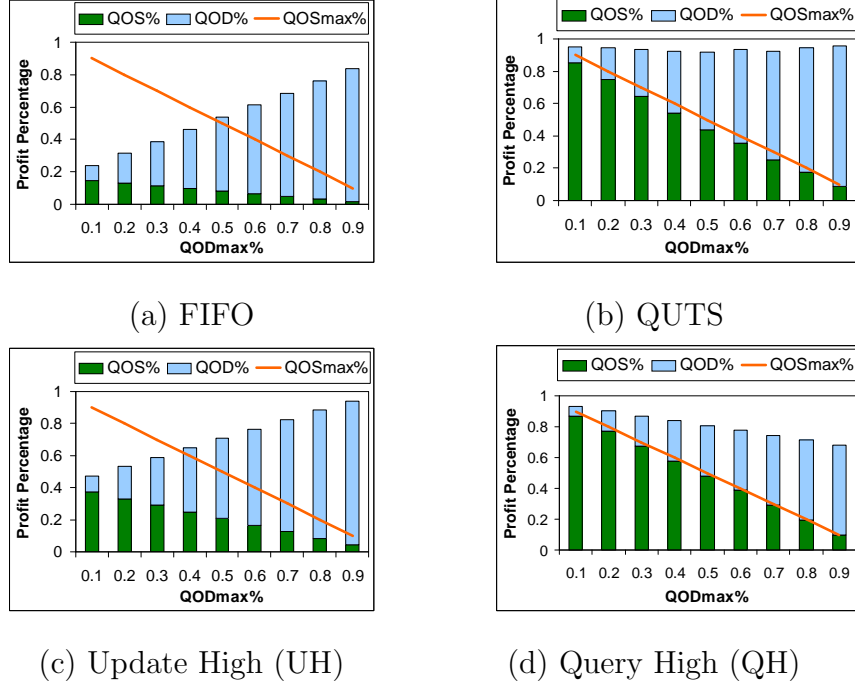 QOS% QOD% QOSmax%
Profit Percentage
1
0.8
0.6
0.4
0.2
0
0.1 0.2 0.3 0.4 0.5 0.6 0.7 0.8 0.9
QODmax%
(a) FIFO
QOS% QOD% QOSmax%
Profit Percentage
1
0.8
0.6
0.4
0.2
0
0.1 0.2 0.3 0.4 0.5 0.6 0.7 0.8 0.9
QODmax%
(b) QUTS
QOS% QOD% QOSmax%
Profit Percentage
1
0.8
0.6
0.4
0.2
0
0.1 0.2 0.3 0.4 0.5 0.6 0.7 0.8 0.9
QODmax%
(c) Update High (UH)
QOS% QOD% QOSmax%
Profit Percentage
1
0.8
0.6
0.4
0.2
0
0.1 0.2 0.3 0.4 0.5 0.6 0.7 0.8 0.9
QODmax%
(d) Query High (QH)